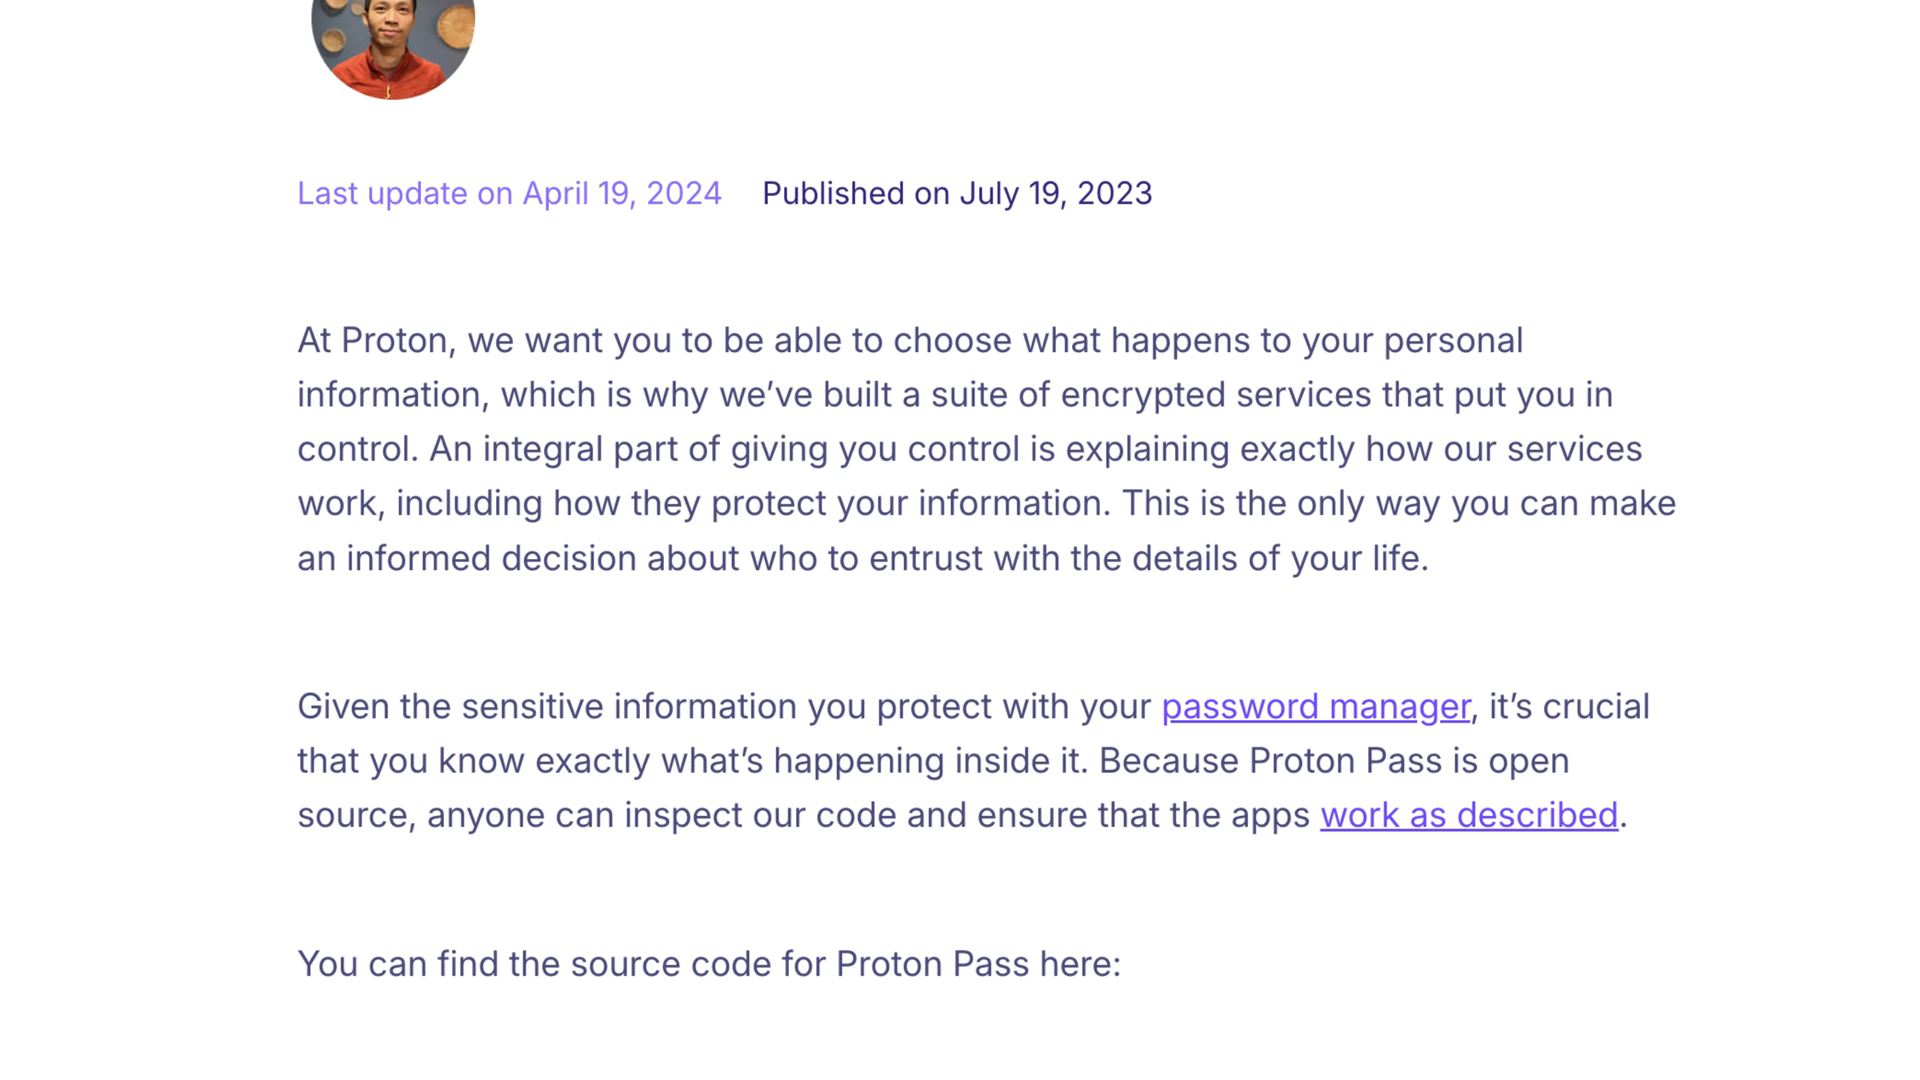 Last update on April 19, 2024 Published on July 19, 2023
At Proton, we want you to be able to choose what happens to your personal
information, which is why we’ve built a suite of encrypted services that put you in
control. An integral part of giving you control is explaining exactly how our services
work, including how they protect your information. This is the only way you can make
an informed decision about who to entrust with the details of your life.
Given the sensitive information you protect with your password manager, it’s crucial
that you know exactly what’s happening inside it. Because Proton Pass is open
source, anyone can inspect our code and ensure that the apps work as described.
You can find the source code for Proton Pass here: